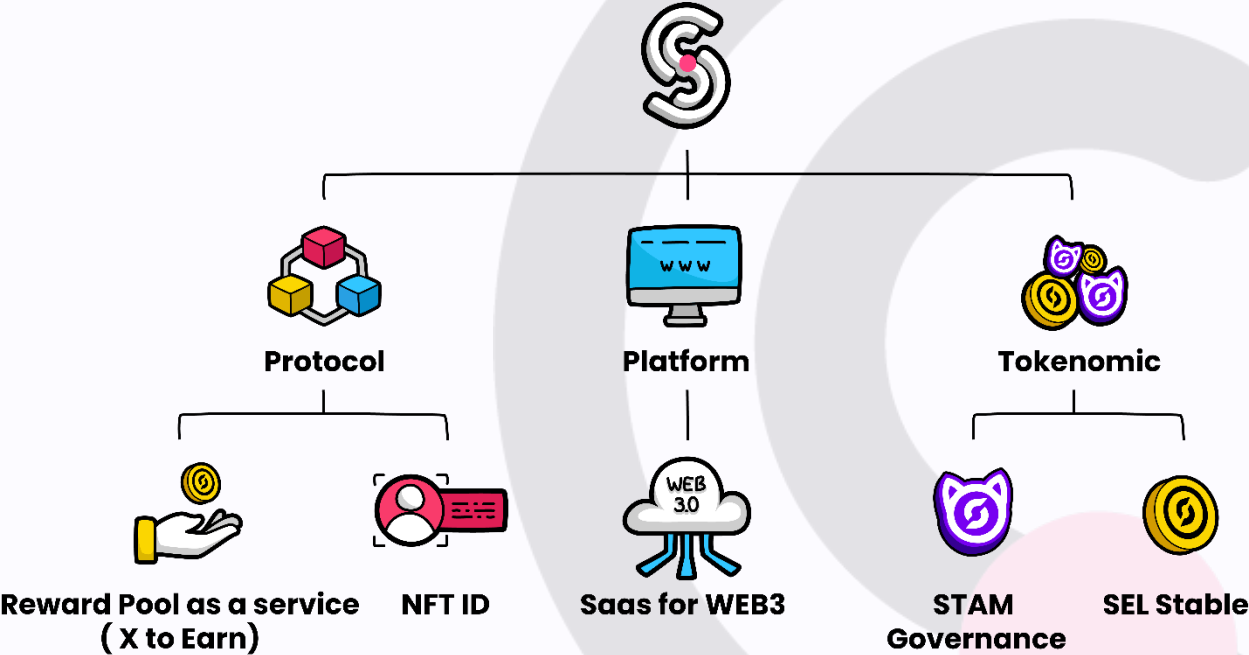 www
Protocol
Platform
Tokenomic
WEB
3.0
Reward Pool as a service
( X to Earn)
NFT ID
Saas for WEB3
STAM
Governance
SEL Stable